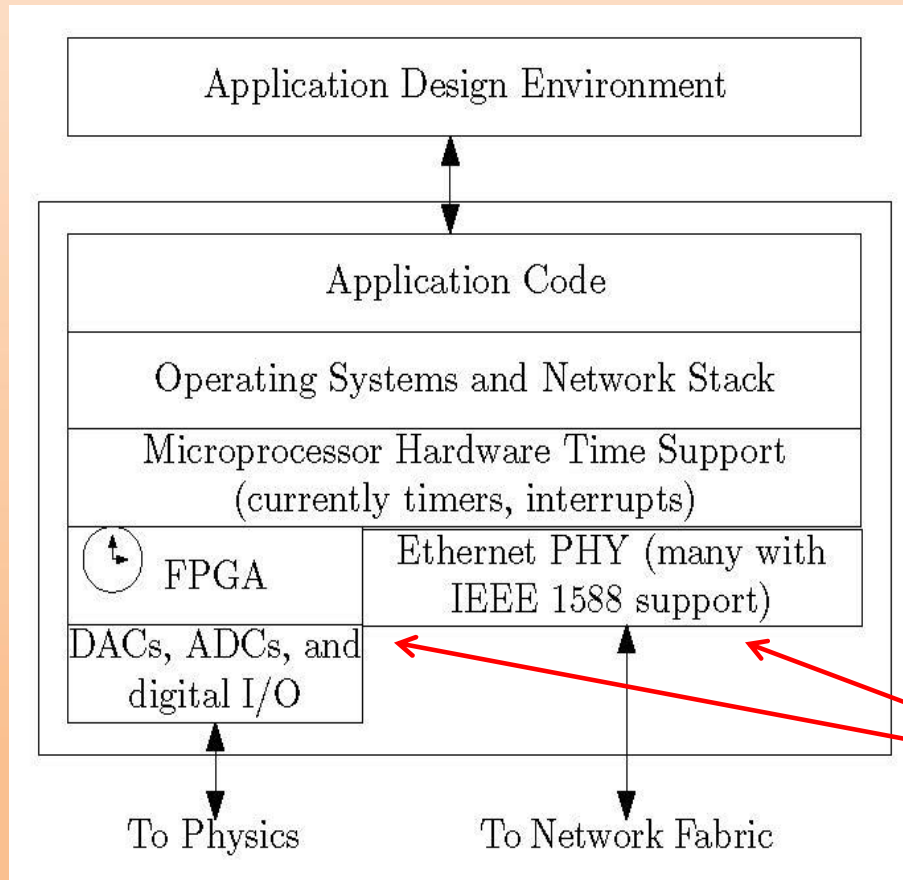 Application Design Environment
Application Code
Operating Systems and Network Stack
Microprocessor Hardware Time Support
(currently timers, interrupts)
FPGA
Ethernet PHY (many with
IEEE 1588 support)
DACs, ADCs, and
digital I/O
To Physics
To Network Fabric